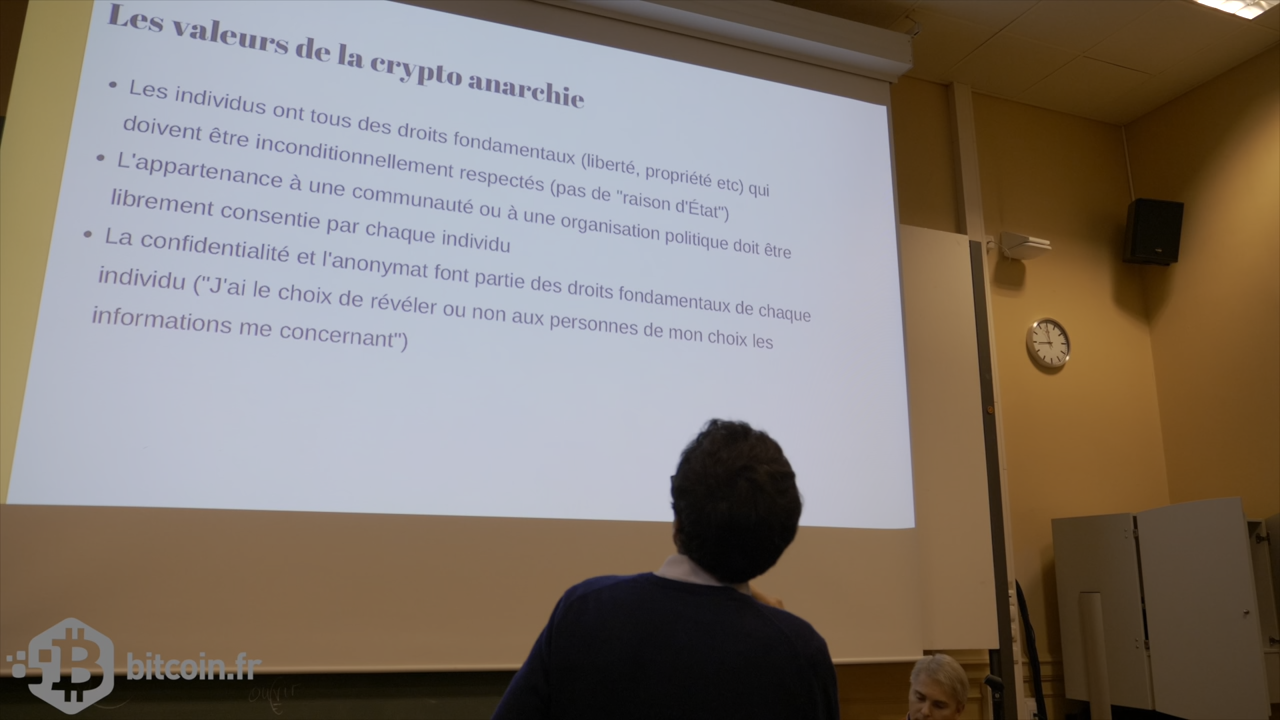 Les valeurs de la crypto anarchie
• Les individus ont tous des droits fondamentaux (liberté, propriété etc) qui
doivent être inconditionnellement respectés (pas de "raison d'État")
• L'appartenance à une communauté ou à une organisation politique doit être
librement consentie par chaque individu
• La confidentialité et l'anonymat font partie des droits fondamentaux de chaque
individu ("J'ai le choix de révéler ou non aux personnes de mon choix les
informations me concernant")
bitcoin.fr